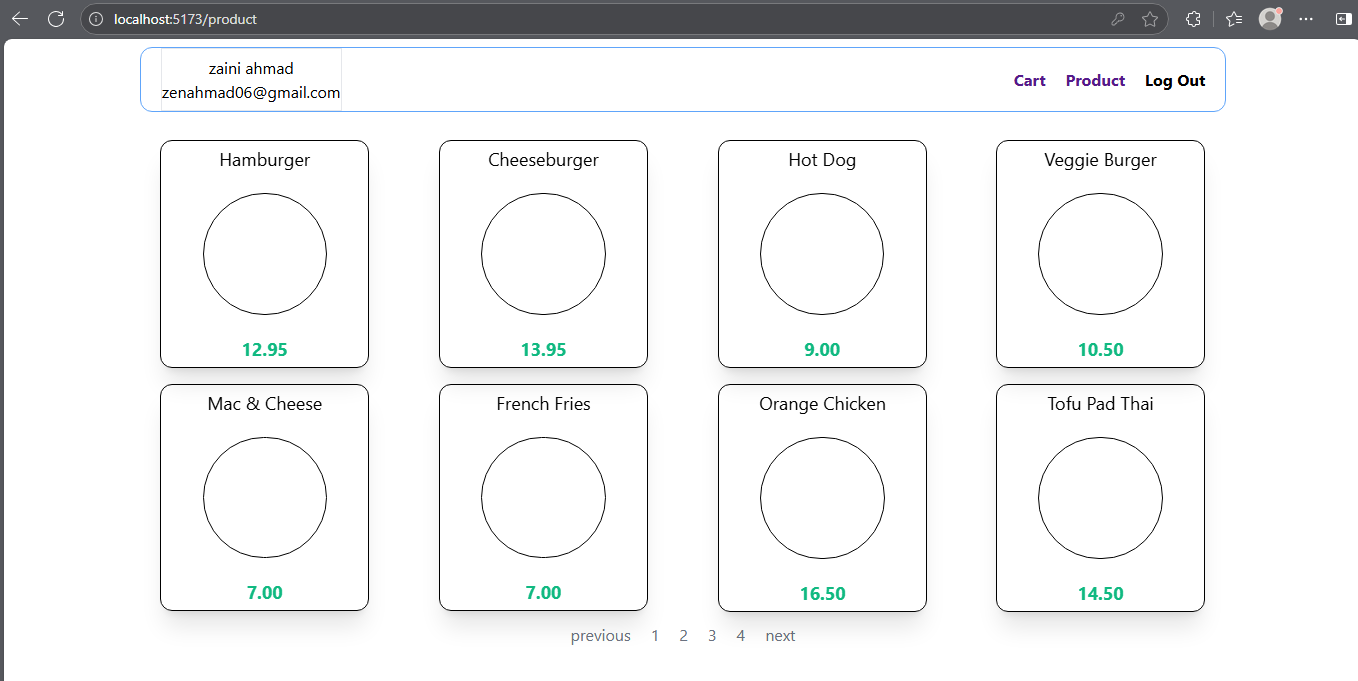 localhost:5173/product
zaini ahmad
zenahmad06@gmail.com
Cart Product Log Out
Hamburger Cheeseburger Hot Dog Veggie Burger
12.95 13.95 9.00 10.50
Mac & Cheese French Fries Orange Chicken Tofu Pad Thai
7.00 7.00 16.50 14.50
previous 1 2 3 4 next